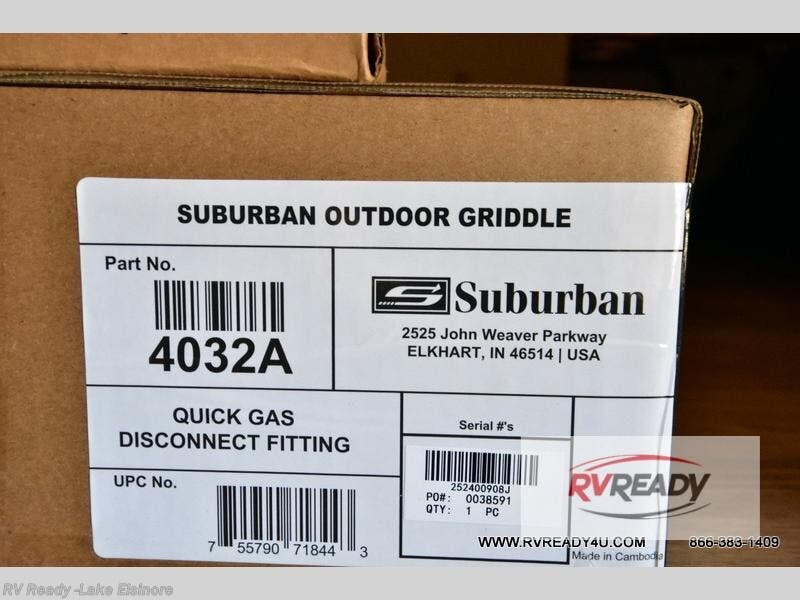 SUBURBAN OUTDOOR GRIDDLE
Part No.
4032A
Suburban
2525 John Weaver Parkway
ELKHART, IN 46514 | USA
QUICK GAS
DISCONNECT FITTING
Serial #'s
252400908J
PO#: 0038591
QTY: 1 PC
UPC No.
7 55790 71844 3
RVREADY
WWW.RVREADY4U.COM 866-383-1409
Made in Cambodia
RV Ready -Lake Elsinore